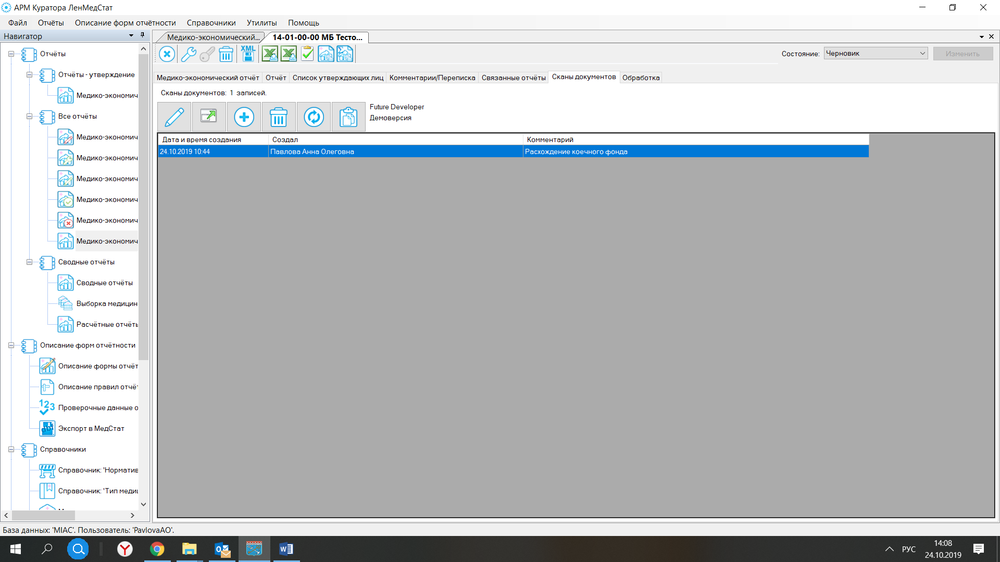 АРМ Куратора ЛенМедСтат
Файл Отчёты Описание форм отчётности Справочники Утилиты Помощь
Навигатор
Отчёты
Отчёты - утверждение
Медико-экономич
Все отчёты
Медико-экономич
Медико-экономич
Медико-экономич
Медико-экономич
Медико-экономич
Медико-экономич
Сводные отчёты
Сводные отчёты
Выборка медицин
Расчётные отчёть
Описание форм отчётности
Описание формы отчёт
Описание правил отчё
123
Проверочные данные о
dbf
Экспорт в МедСтат
Справочники
Справочник: 'Норматив
Справочник: 'Тип меди
Медико-экономический...
14-01-00-00 МБ Тесто...
XML
Состояние: Черновик Изменить
Медико-экономический отчёт Отчёт Список утверждающих лиц Комментарии/Переписка Связанные отчёты Сканы документов Обработка
Сканы документов: 1 записей.
Future Developer
Демоверсия
Дата и время создания Создал Комментарий
24.10.2019 10:44 Павлова Анна Олеговна Расхождение коечного фонда
База данных: 'MIAC'. Пользователь: 'PavlovaAO'.
РУС
14:08
24.10.2019